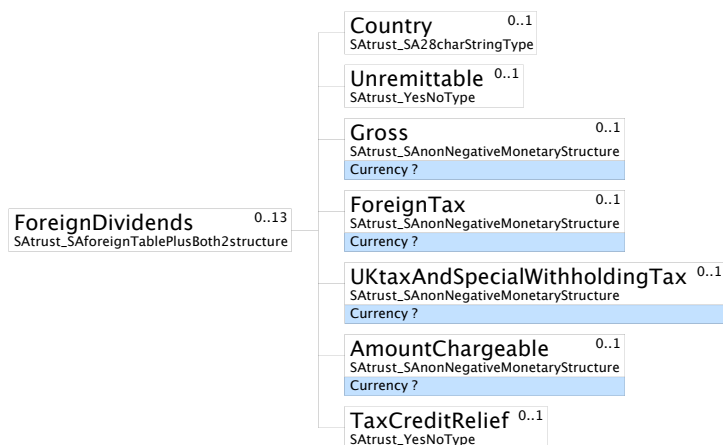 Country 0..1
SAtrust_SA28charStringType
Unremittable 0..1
SAtrust_YesNoType
Gross 0..1
SAtrust_SAnonNegativeMonetaryStructure
Currency ?
ForeignDividends 0..13
SAtrust_SAforeignTablePlusBoth2structure
ForeignTax 0..1
SAtrust_SAnonNegativeMonetaryStructure
Currency ?
UKtaxAndSpecialWithholdingTax 0..1
SAtrust_SAnonNegativeMonetaryStructure
Currency ?
AmountChargeable 0..1
SAtrust_SAnonNegativeMonetaryStructure
Currency ?
TaxCreditRelief 0..1
SAtrust_YesNoType